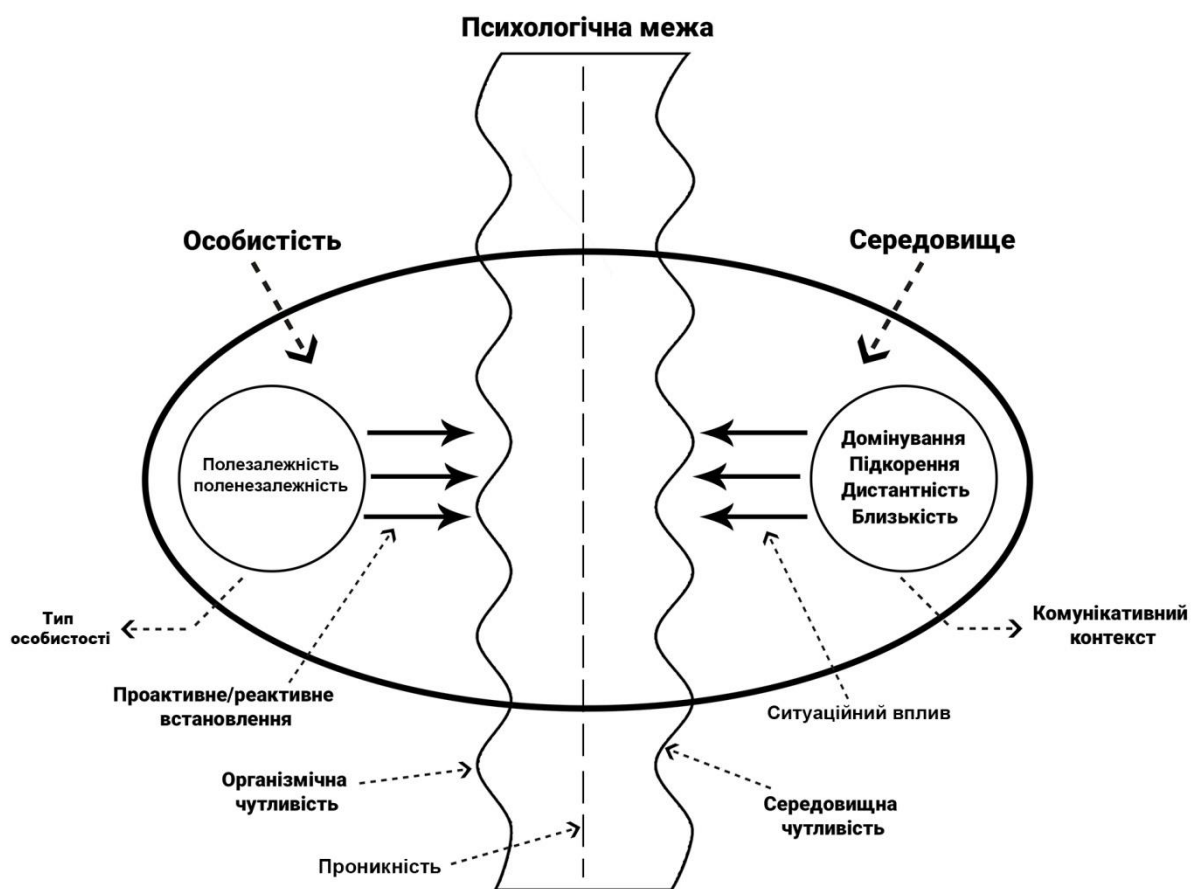 Психологічна межа
Особистість
Середовище
Полезалежність
поленезалежність
Домінування
Підкорення
Дистантність
Близькість
Тип
особистості
Комунікативний
контекст
Проактивне/реактивне
встановлення
Ситуаційний вплив
Організмічна
чутливість
Середовищна
чутливість
Проникність